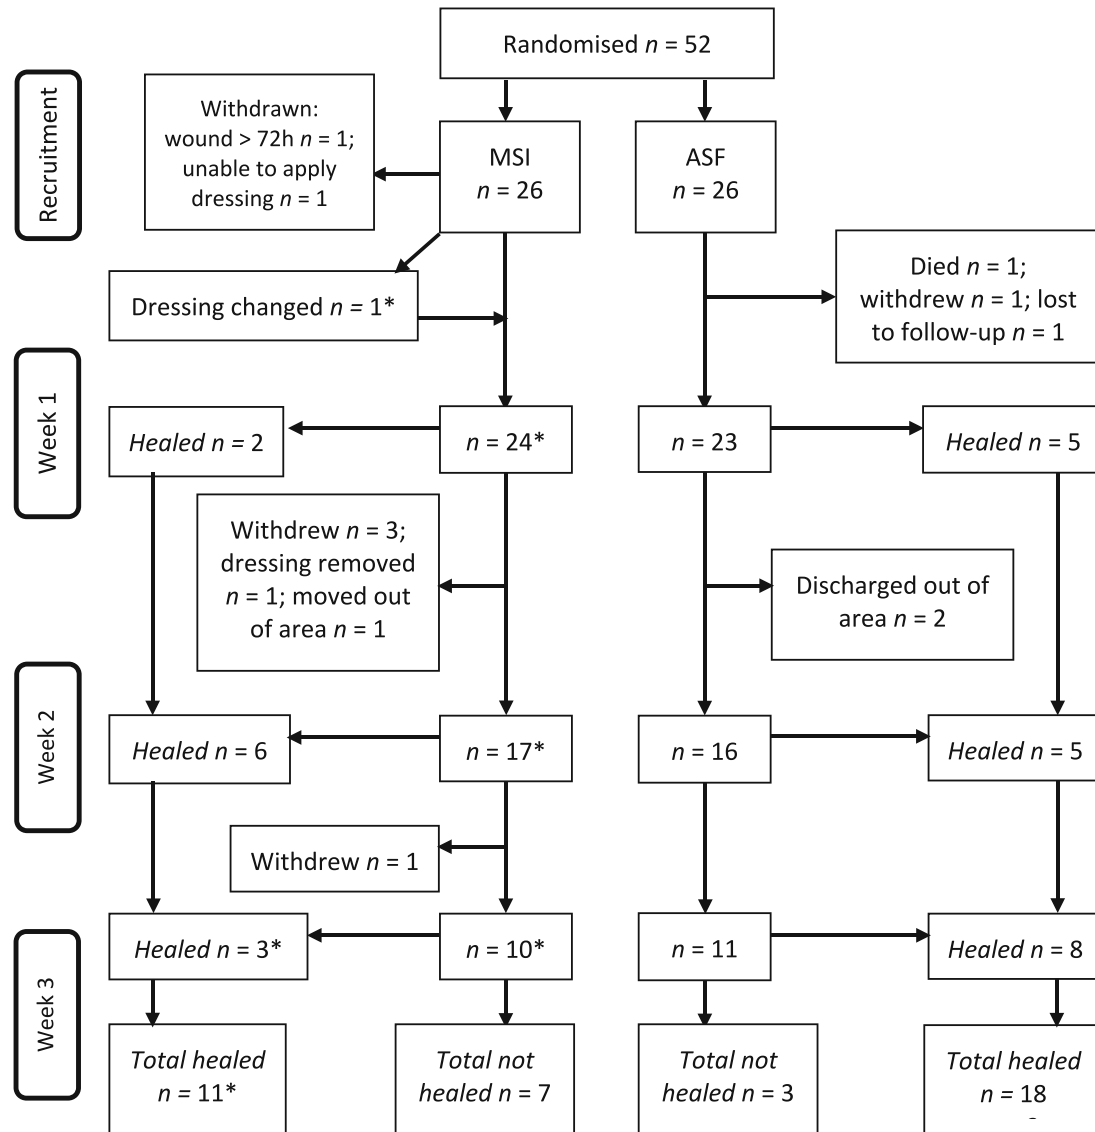 Randomised n = 52
Recruitment
Withdrawn:
wound > 72h n = 1;
unable to apply
dressing n = 1
MSI
n = 26
ASF
n = 26
Dressing changed n = 1*
Died n = 1;
withdrew n = 1; lost
to follow-up n = 1
Week 1
Healed n = 2
n = 24*
n = 23
Healed n = 5
Withdrew n = 3;
dressing removed
n = 1; moved out
of area n = 1
Discharged out of
area n = 2
Week 2
Healed n = 6
n = 17*
n = 16
Healed n = 5
Withdrew n = 1
Week 3
Healed n = 3*
n = 10*
n = 11
Healed n = 8
Total healed
n = 11*
Total not
healed n = 7
Total not
healed n = 3
Total healed
n = 18